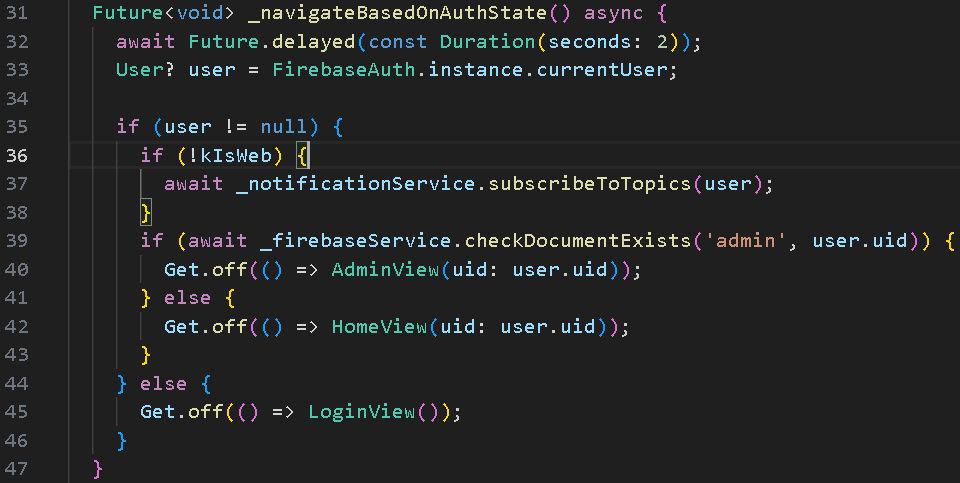 31 Future<void> _navigateBasedOnAuthState() async {
32   await Future.delayed(const Duration(seconds: 2));
33   User? user = FirebaseAuth.instance.currentUser;
34
35   if (user != null) {
36     if (!kIsWeb) {
37       await _notificationService.subscribeToTopics(user);
38     }
39     if (await _firebaseService.checkDocumentExists('admin', user.uid)) {
40       Get.off(() => AdminView(uid: user.uid));
41     } else {
42       Get.off(() => HomeView(uid: user.uid));
43     }
44   } else {
45     Get.off(() => LoginView());
46   }
47 }